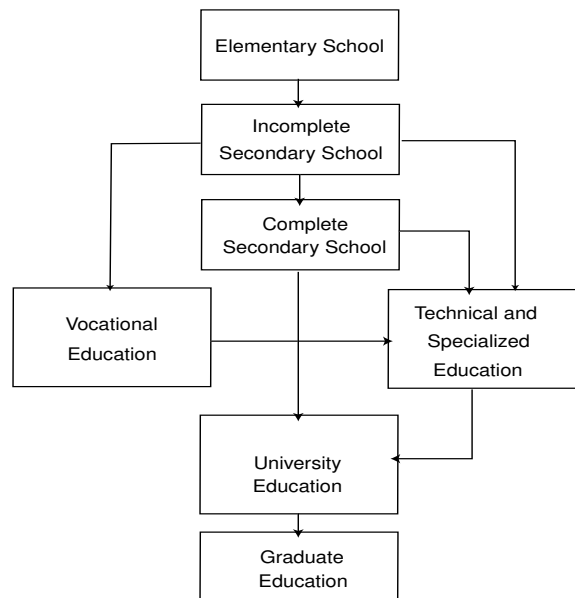 Elementary School
Incomplete
Secondary School
Complete
Secondary School
Vocational
Education
Technical and
Specialized
Education
University
Education
Graduate
Education